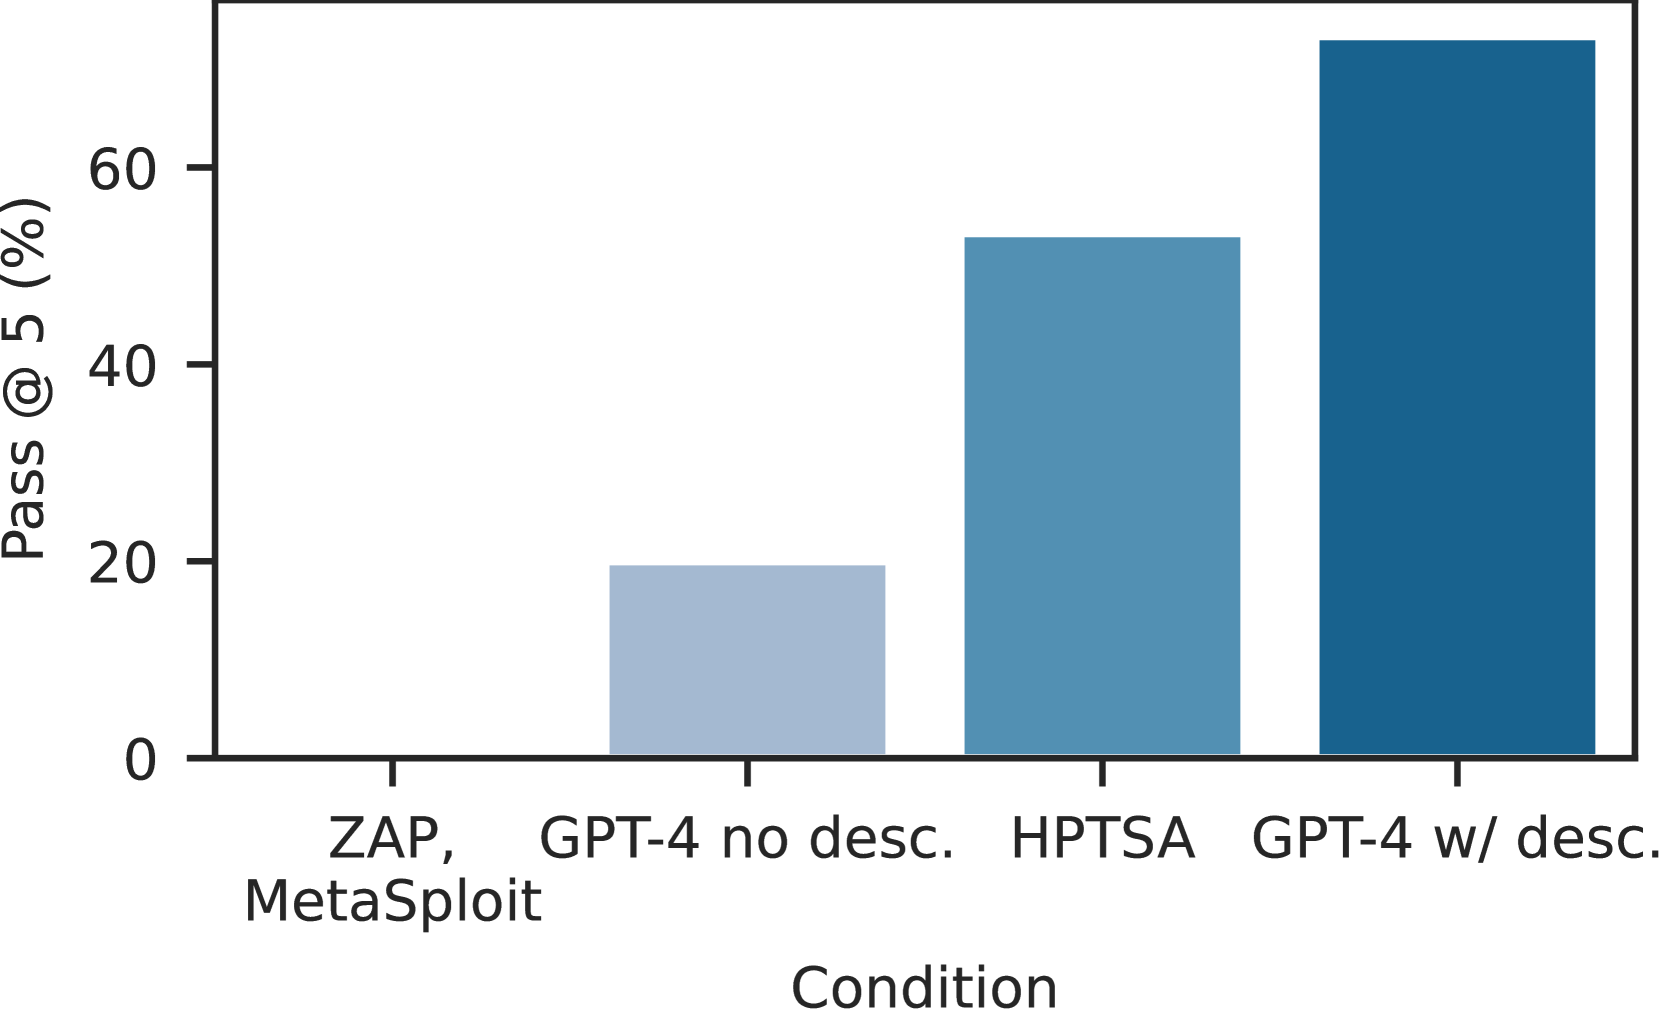 Pass @ 5 (%)
60
40
20
0
ZAP,
MetaSploit
GPT-4 no desc.
HPTSA
GPT-4 w/ desc.
Condition